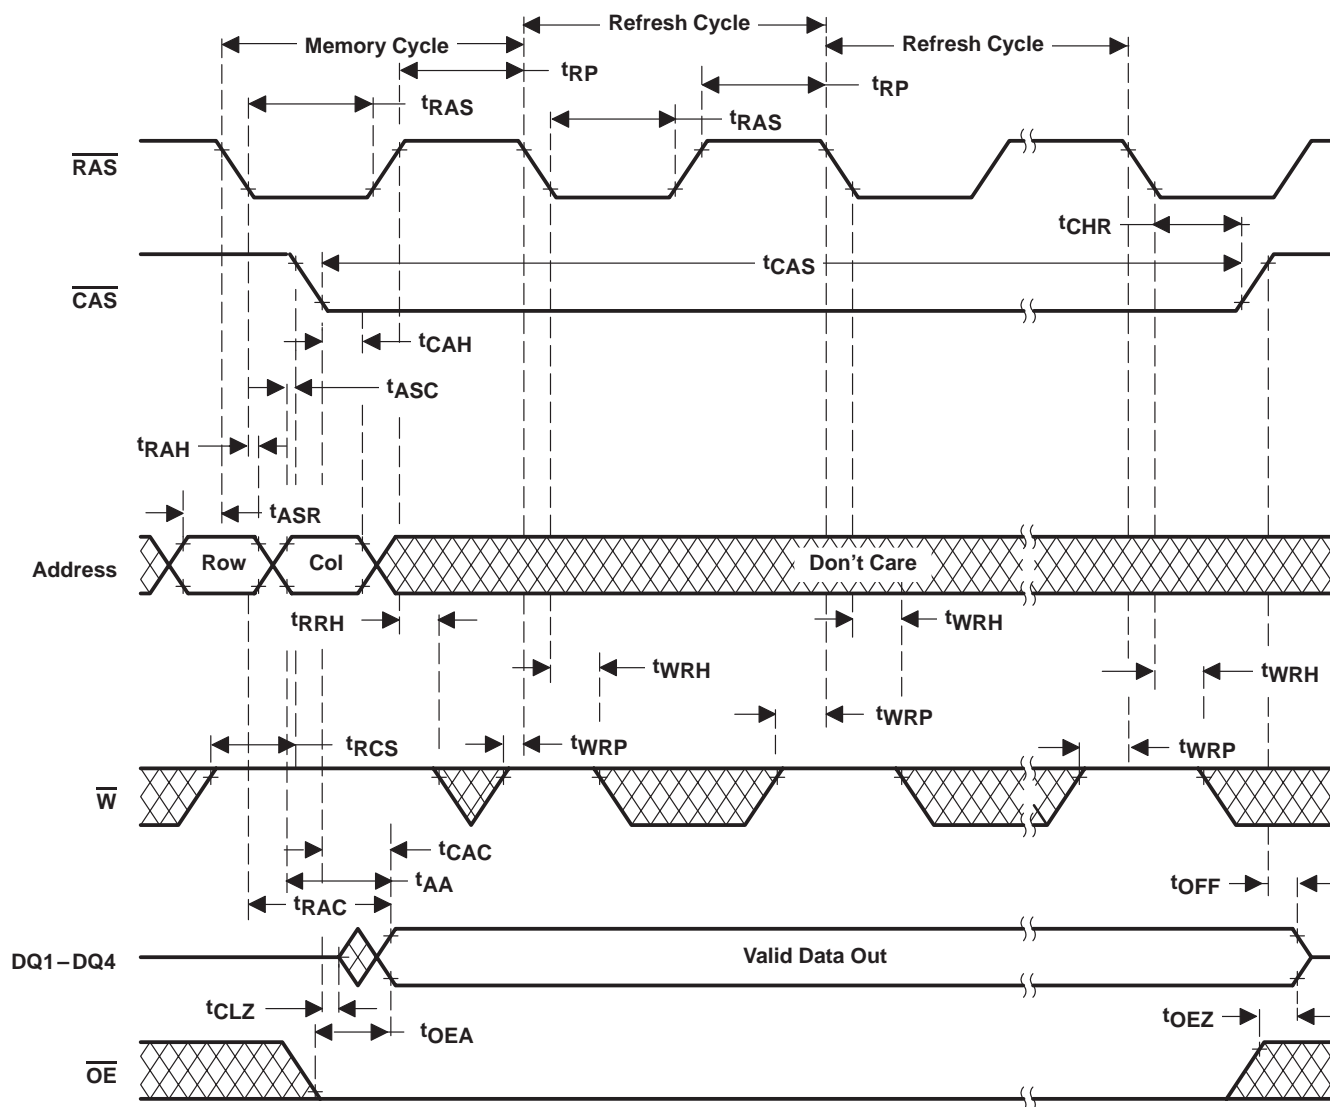 Refresh Cycle
Memory Cycle
Refresh Cycle
tRP
tRP
tRAS
tRAS
RAS
tCHR
tCAS
CAS
tCAH
tASC
tRAH
tASR
Row
Col
Don't Care
Address
tRRH
tWRH
tWRH
tWRH
tWRP
tRCS
tWRP
tWRP
W
tCAC
tAA
tOFF
tRAC
DQ1–DQ4
Valid Data Out
tCLZ
tOEA
tOEZ
OE